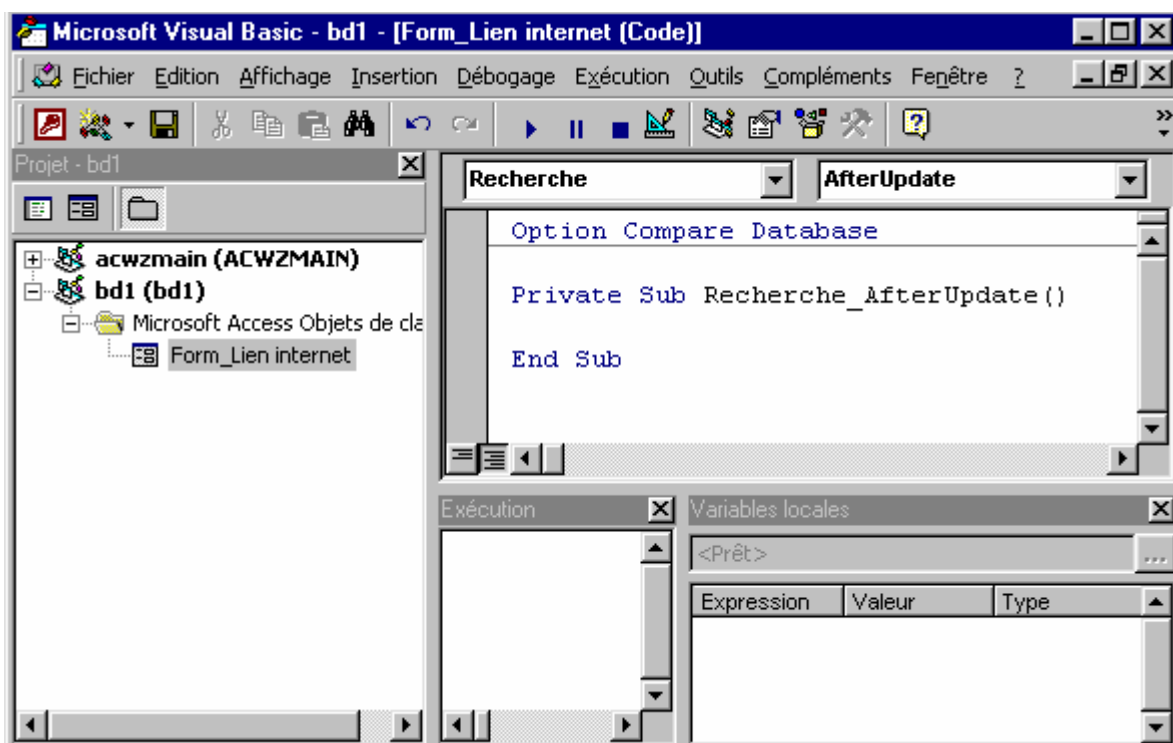 Microsoft Visual Basic - bd1 - [Form_Lien internet (Code)]
Fichier Edition Affichage Insertion Débogage Exécution Outils Compléments Fenêtre ?
Projet - bd1
Recherche AfterUpdate
Option Compare Database
acwzmain (ACWZMAIN)
bd1 (bd1)
Private Sub Recherche_AfterUpdate()
Microsoft Access Objets de cla
Form_Lien internet
End Sub
Exécution Variables locales
<Prêt> ...
Expression Valeur Type